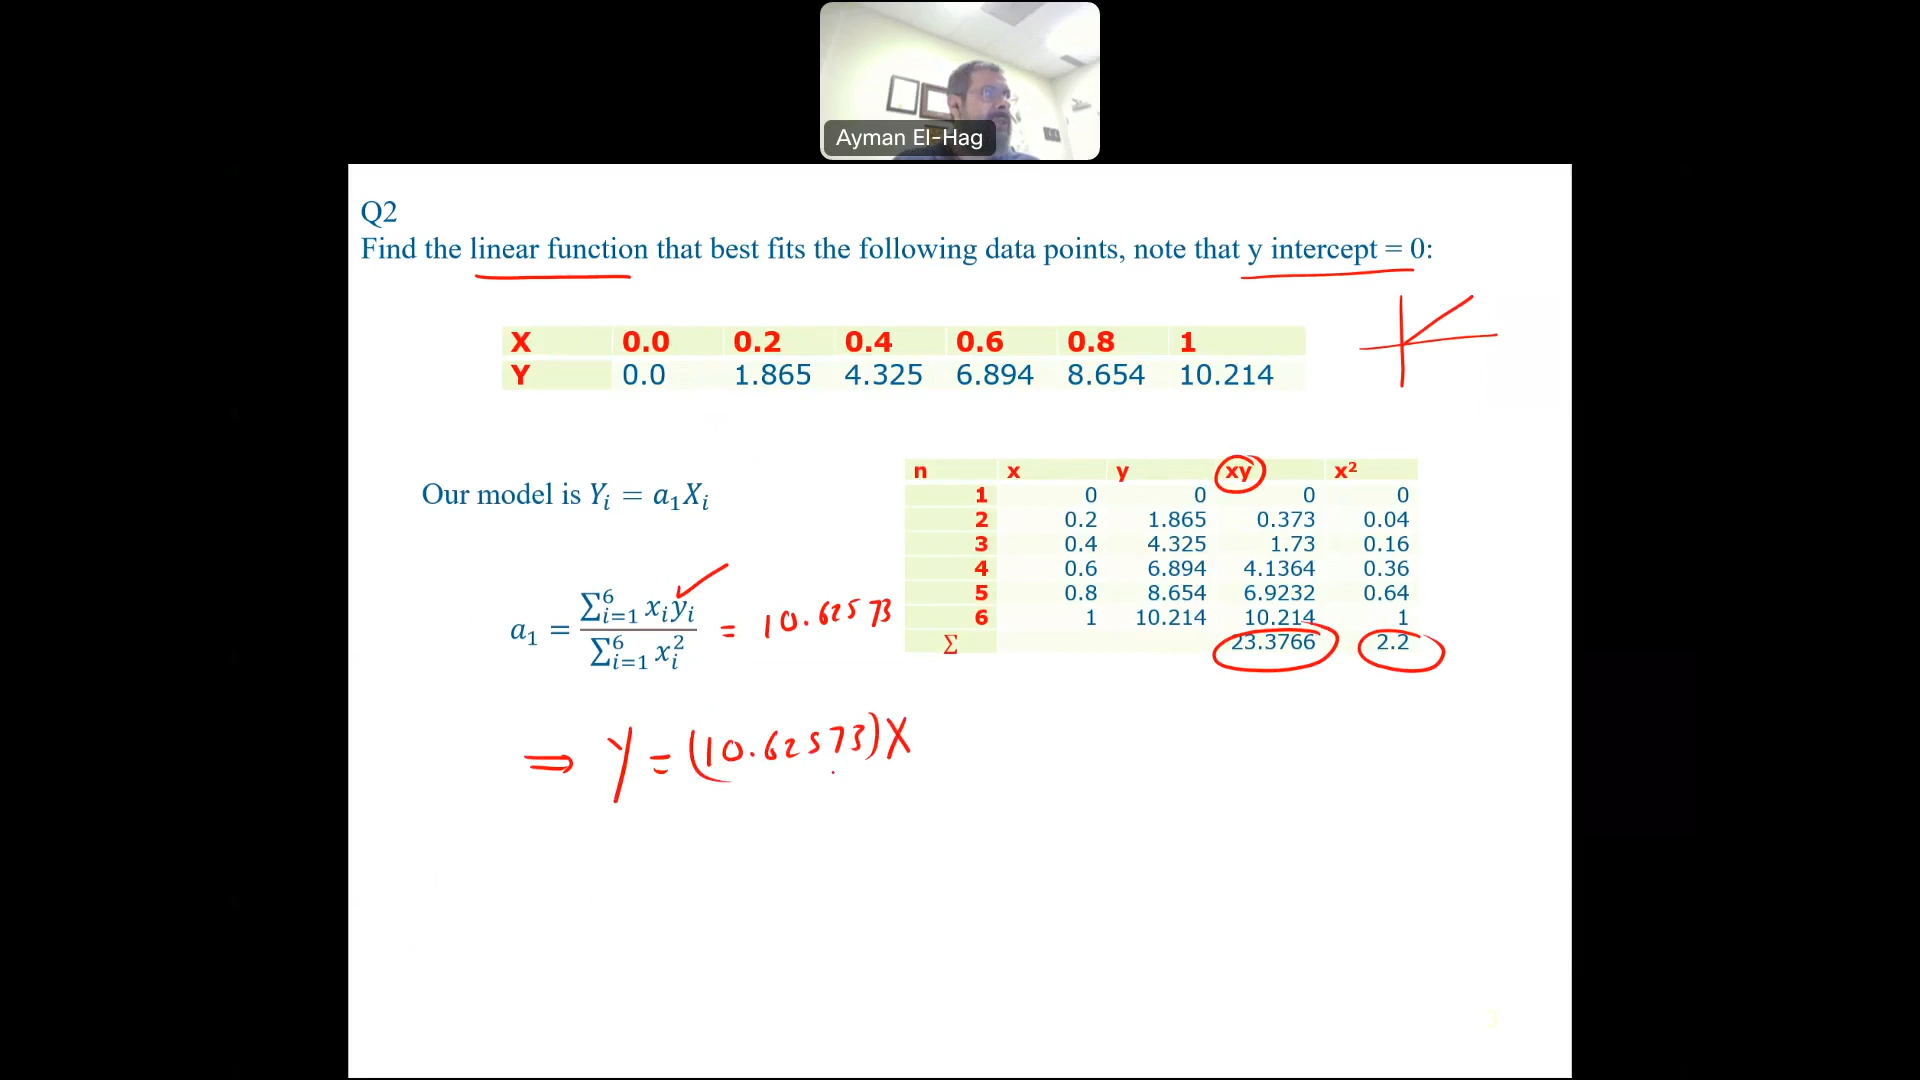 Ayman El-Hag
Q2
Find the linear function that best fits the following data points, note that y intercept = 0:
X 0.0 0.2 0.4 0.6 0.8 1
Y 0.0 1.865 4.325 6.894 8.654 10.214
Our model is Yᵢ = a₁Xᵢ
a₁ = ∑⁶ᵢ₌₁ xᵢyᵢ / ∑⁶ᵢ₌₁ xᵢ² = 10.62573
n x y xy x²
1 0 0 0 0
2 0.2 1.865 0.373 0.04
3 0.4 4.325 1.73 0.16
4 0.6 6.894 4.1364 0.36
5 0.8 8.654 6.9232 0.64
6 1 10.214 10.214 1
∑ 23.3766 2.2
⇒ Y = (10.62573)X
3